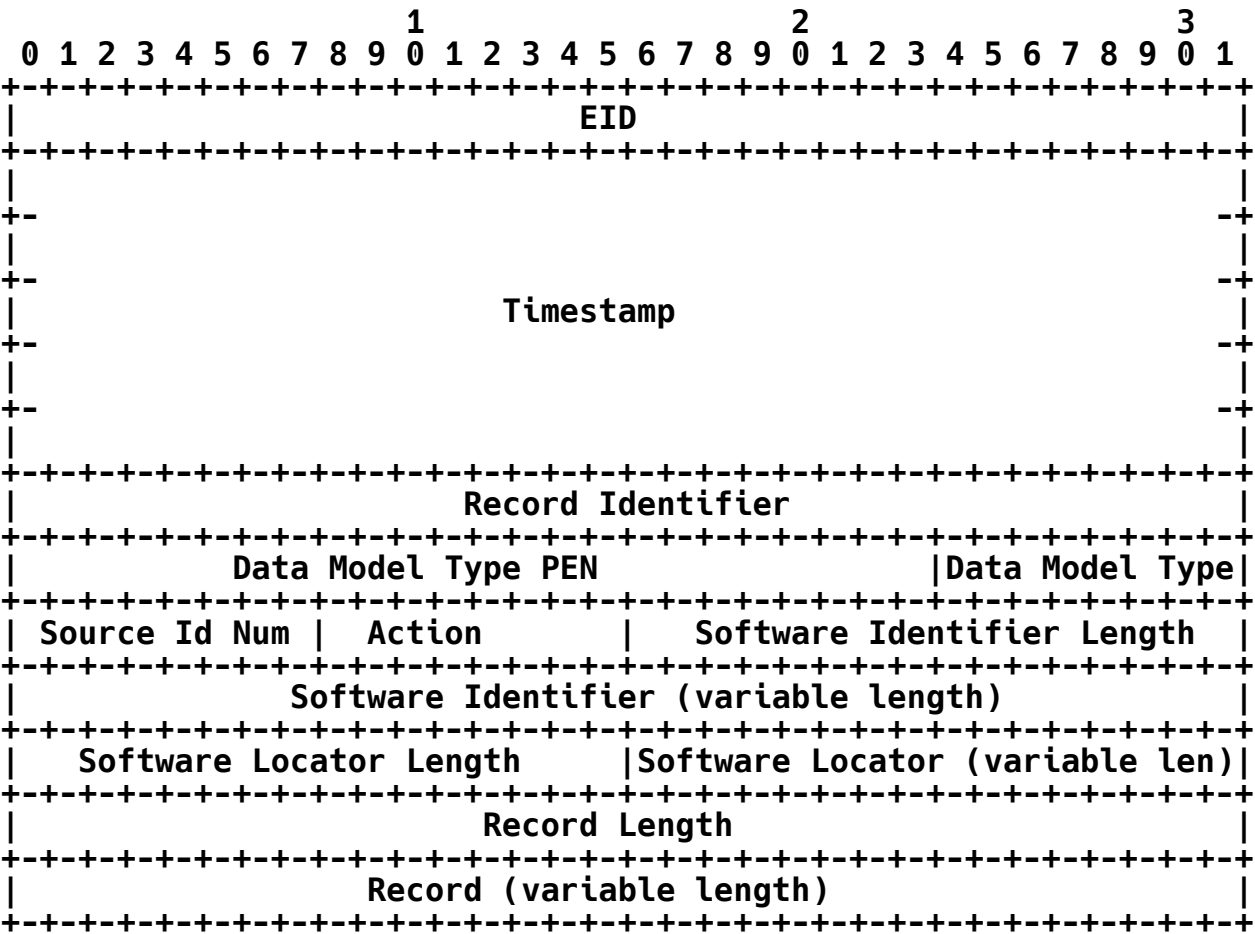 1                   2                   3
 0 1 2 3 4 5 6 7 8 9 0 1 2 3 4 5 6 7 8 9 0 1 2 3 4 5 6 7 8 9 0 1
+-+-+-+-+-+-+-+-+-+-+-+-+-+-+-+-+-+-+-+-+-+-+-+-+-+-+-+-+-+-+-+-+
|                             EID                               |
+-+-+-+-+-+-+-+-+-+-+-+-+-+-+-+-+-+-+-+-+-+-+-+-+-+-+-+-+-+-+-+-+
|                                                               |
+-                                                             -+
|                                                               |
+-                                                             -+
|                         Timestamp                             |
+-                                                             -+
|                                                               |
+-                                                             -+
|                                                               |
+-+-+-+-+-+-+-+-+-+-+-+-+-+-+-+-+-+-+-+-+-+-+-+-+-+-+-+-+-+-+-+-+
|                       Record Identifier                       |
+-+-+-+-+-+-+-+-+-+-+-+-+-+-+-+-+-+-+-+-+-+-+-+-+-+-+-+-+-+-+-+-+
|           Data Model Type PEN                 |Data Model Type|
+-+-+-+-+-+-+-+-+-+-+-+-+-+-+-+-+-+-+-+-+-+-+-+-+-+-+-+-+-+-+-+-+
| Source Id Num |  Action       |   Software Identifier Length  |
+-+-+-+-+-+-+-+-+-+-+-+-+-+-+-+-+-+-+-+-+-+-+-+-+-+-+-+-+-+-+-+-+
|              Software Identifier (variable length)            |
+-+-+-+-+-+-+-+-+-+-+-+-+-+-+-+-+-+-+-+-+-+-+-+-+-+-+-+-+-+-+-+-+
|   Software Locator Length     |Software Locator (variable len)|
+-+-+-+-+-+-+-+-+-+-+-+-+-+-+-+-+-+-+-+-+-+-+-+-+-+-+-+-+-+-+-+-+
|                        Record Length                          |
+-+-+-+-+-+-+-+-+-+-+-+-+-+-+-+-+-+-+-+-+-+-+-+-+-+-+-+-+-+-+-+-+
|                  Record (variable length)                     |
+-+-+-+-+-+-+-+-+-+-+-+-+-+-+-+-+-+-+-+-+-+-+-+-+-+-+-+-+-+-+-+-+